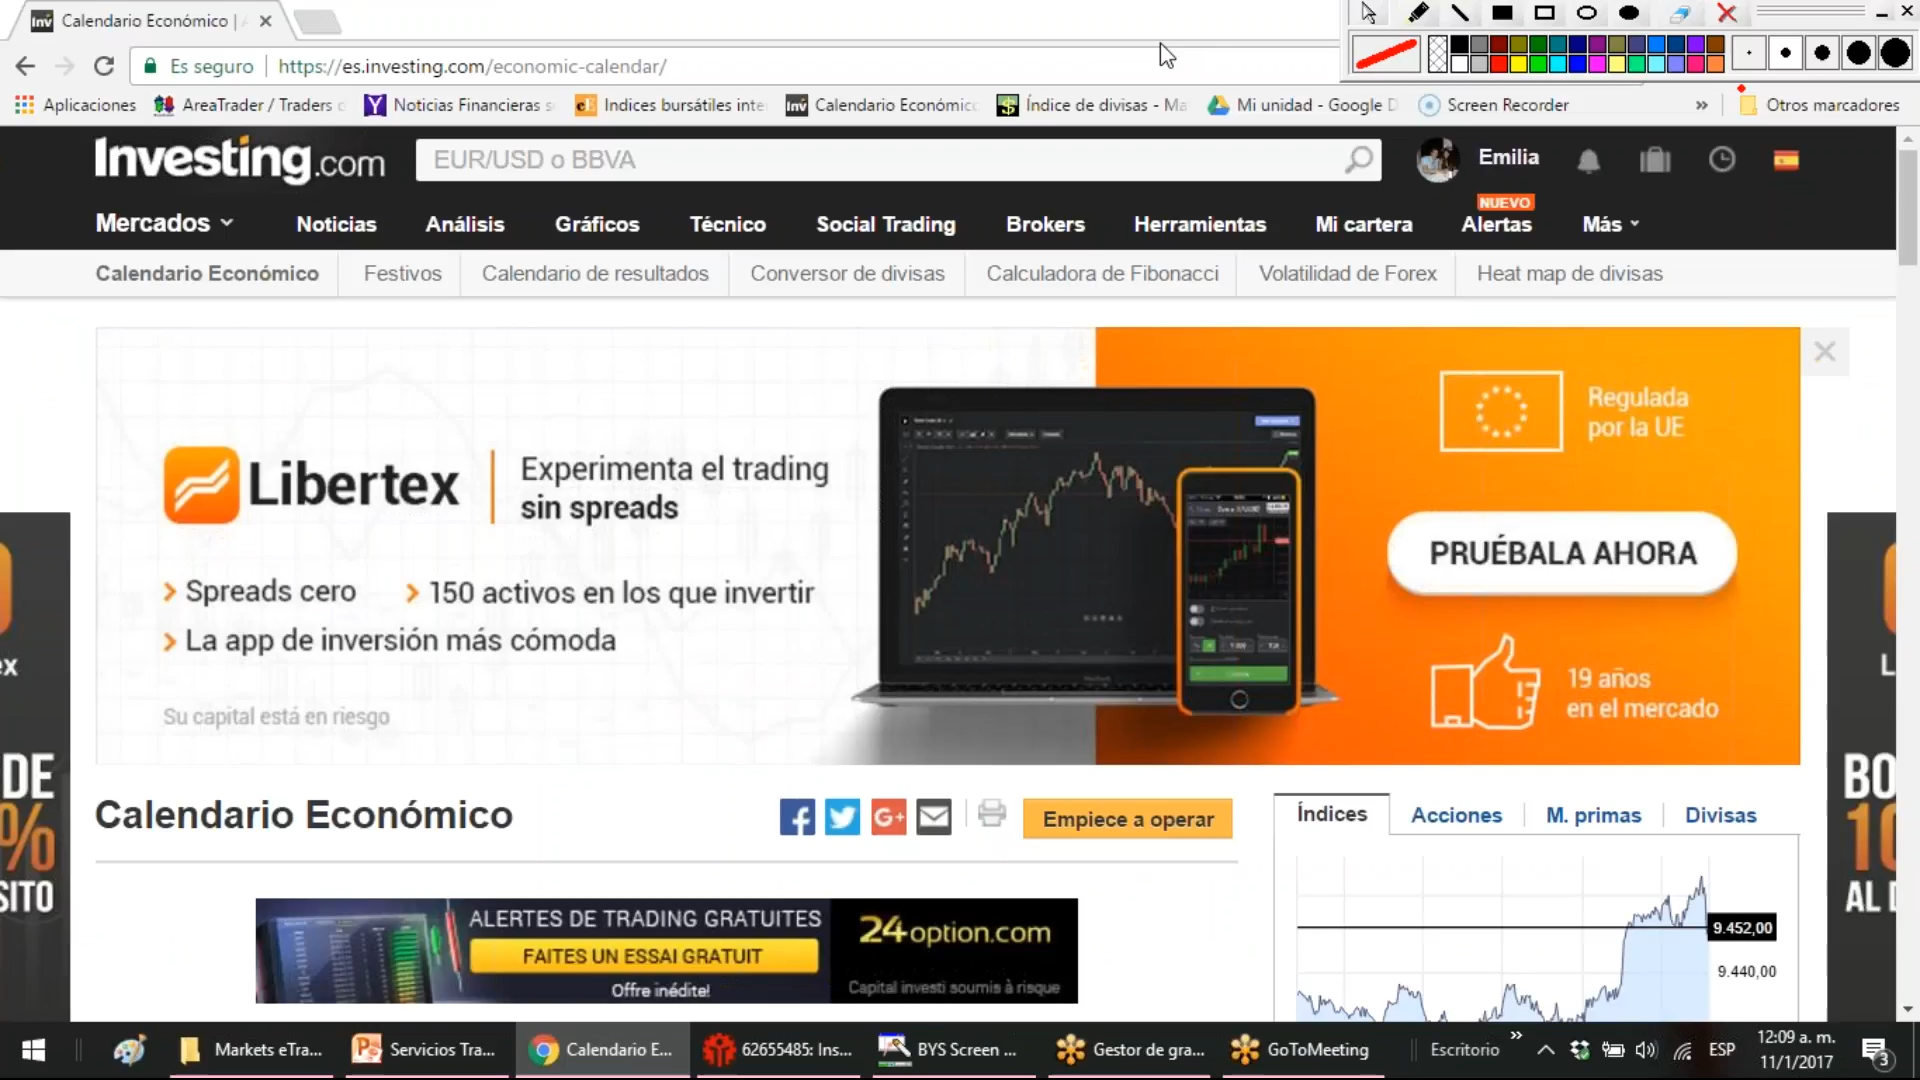 Calendario Económico |
Es seguro
https://es.investing.com/economic-calendar/
Aplicaciones
AreaTrader / Traders
Noticias Financieras
Indices bursátiles
Calendario Económic
Índice de divisas - Ma
Mi unidad - Google D
Screen Recorder
»
Otros marcadores
Investing.com
EUR/USD o BBVA
Emilia
NUEVO
Mercados
Noticias
Análisis
Gráficos
Técnico
Social Trading
Brokers
Herramientas
Mi cartera
Alertas
Más
Calendario Económico
Festivos
Calendario de resultados
Conversor de divisas
Calculadora de Fibonacci
Volatilidad de Forex
Heat map de divisas
Libertex
Experimenta el trading
sin spreads
Spreads cero
150 activos en los que invertir
La app de inversión más cómoda
Su capital está en riesgo
Regulada
por la UE
PRUÉBALA AHORA
19 años
en el mercado
DE
%
SITO
BO
10
AL D
Calendario Económico
G+
Empiece a operar
Índices
Acciones
M. primas
Divisas
ALERTES DE TRADING GRATUITES
FAITES UN ESSAI GRATUIT
Offre inédite!
24option.com
Capital investi soumis à risque
9.452,00
9.440,00
Markets eTra...
Servicios Tra...
Calendario E...
62655485: Ins...
BYS Screen ...
Gestor de gra...
GoToMeeting
Escritorio
»
ESP
12:09 a. m.
11/1/2017
3